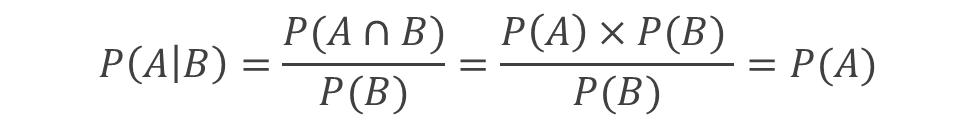 P(A|B) = P(A ∩ B) / P(B) = P(A) × P(B) / P(B) = P(A)